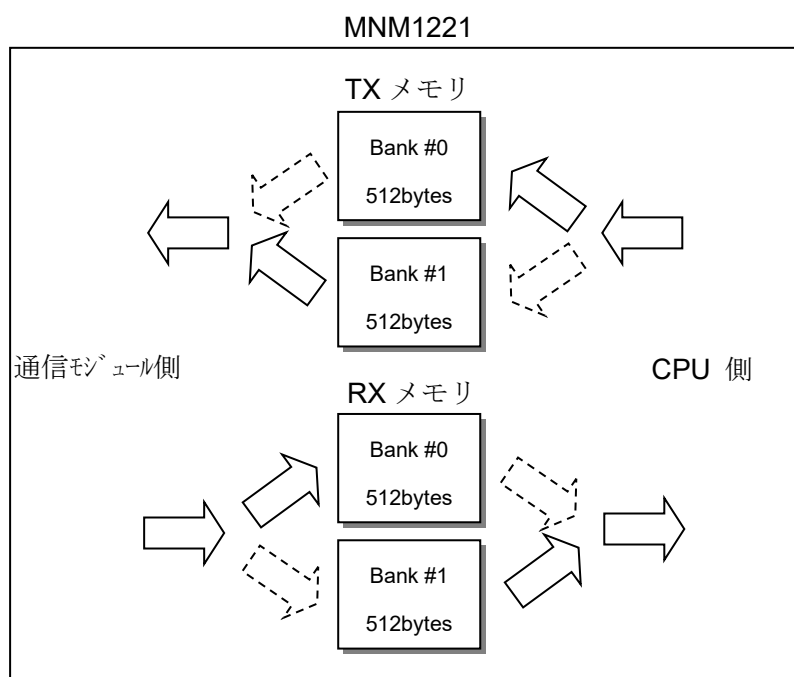 MNM1221
TX メモリ
Bank #0
512bytes
Bank #1
512bytes
通信ﾓｼﾞｭｰﾙ側
CPU 側
RX メモリ
Bank #0
512bytes
Bank #1
512bytes